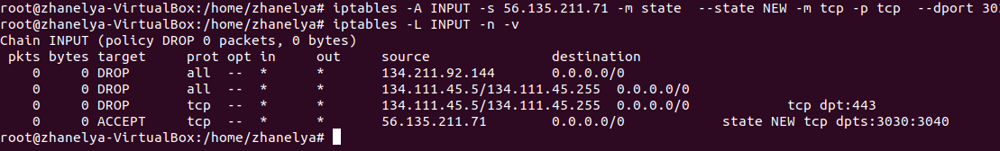 root@zhanelya-VirtualBox:/home/zhanelya# iptables -A INPUT -s 56.135.211.71 -m state  --state NEW -m tcp -p tcp  --dport 303
root@zhanelya-VirtualBox:/home/zhanelya# iptables -L INPUT -n -v
Chain INPUT (policy DROP 0 packets, 0 bytes)
 pkts bytes target     prot opt in     out     source               destination
    0     0 DROP       all  --  *      *       134.211.92.144       0.0.0.0/0
    0     0 DROP       all  --  *      *       134.111.45.5/134.111.45.255  0.0.0.0/0
    0     0 DROP       tcp  --  *      *       134.111.45.5/134.111.45.255  0.0.0.0/0            tcp dpt:443
    0     0 ACCEPT     tcp  --  *      *       56.135.211.71        0.0.0.0/0            state NEW tcp dpts:3030:3040
root@zhanelya-VirtualBox:/home/zhanelya#